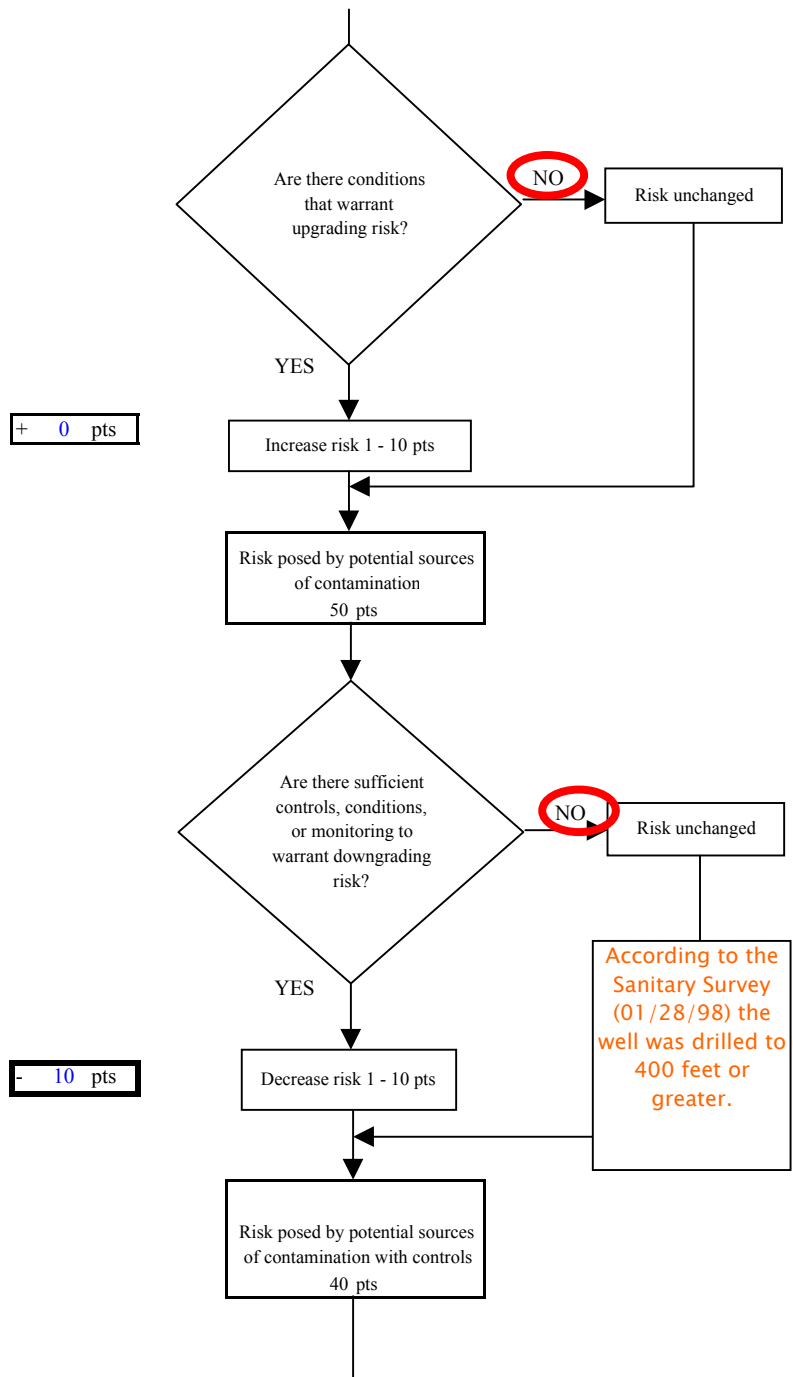 Are there conditions
that warrant
upgrading risk?
NO
Risk unchanged
YES
+ 0 pts
Increase risk 1 - 10 pts
Risk posed by potential sources
of contamination
50 pts
Are there sufficient
controls, conditions,
or monitoring to
warrant downgrading
risk?
NO
Risk unchanged
According to the
Sanitary Survey
(01/28/98) the
well was drilled to
400 feet or
greater.
YES
- 10 pts
Decrease risk 1 - 10 pts
Risk posed by potential sources
of contamination with controls
40 pts